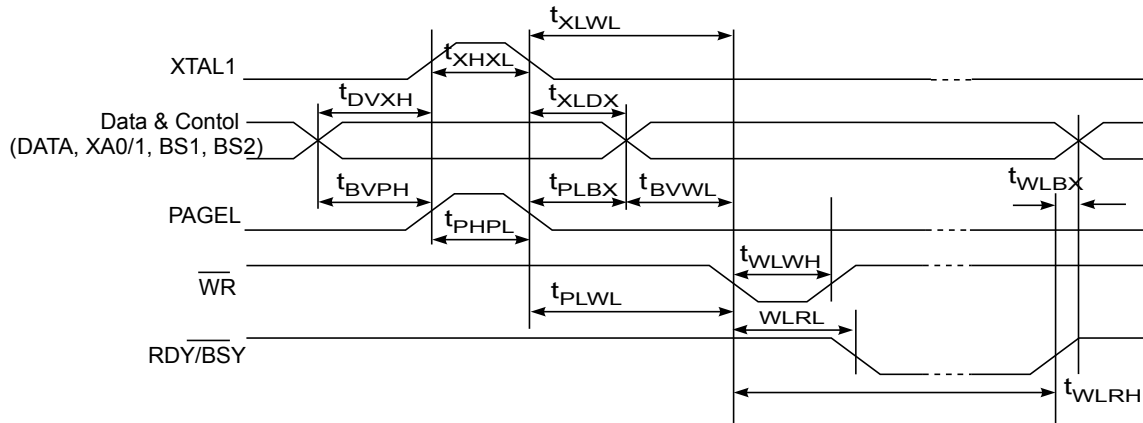 tXLWL
XTAL1
tXHXL
tDVXH
tXLDX
Data & Contol
(DATA, XA0/1, BS1, BS2)
tBVPH
tPLBX
tBVWL
tWLBX
PAGEL
tPHPL
tWLWH
WR
tPLWL
WLRL
RDY/BSY
tWLRH